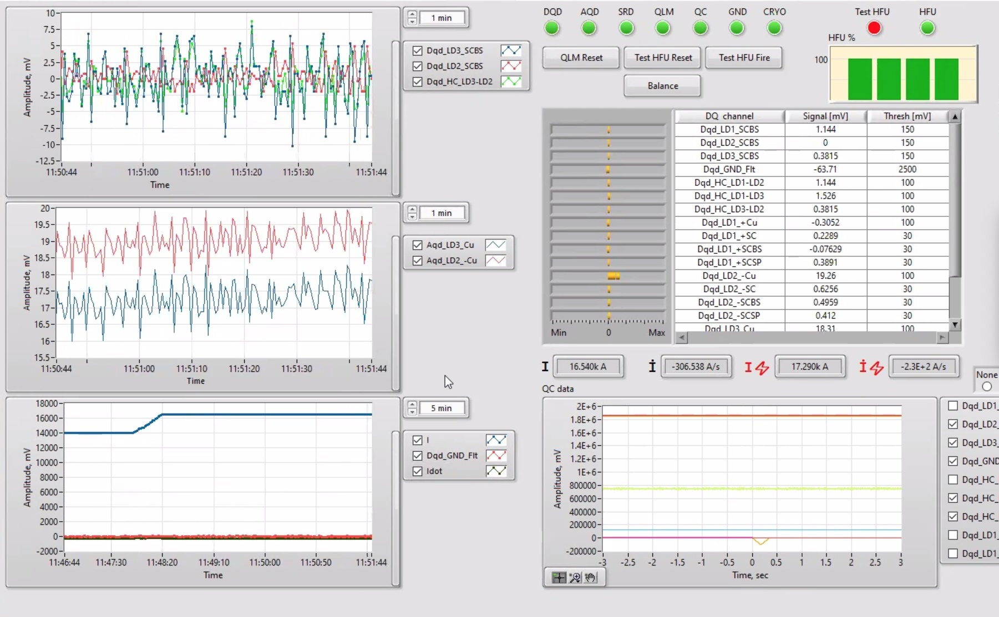 DQD AQD SRD QLM QC GND CRYO Test HFU HFU
QLM Reset Test HFU Reset Test HFU Fire
Balance
HFU %
100
1 min
Dqd_LD3_SCBS
Dqd_LD2_SCBS
Dqd_HC_LD3-LD2
Amplitude, mV
10
7.5
5
2.5
0
-2.5
-5
-7.5
-10
-12.5
11:50:44 11:51:00 11:51:10 11:51:20 11:51:30 11:51:44
Time
1 min
Aqd_LD3_Cu
Aqd_LD2_-Cu
Amplitude, mV
20
19.5
19
18.5
18
17.5
17
16.5
16
15.5
11:50:44 11:51:00 11:51:10 11:51:20 11:51:30 11:51:44
Time
5 min
I
Dqd_GND_Flt
Idot
Amplitude, mV
18000
16000
14000
12000
10000
8000
6000
4000
2000
0
-2000
11:46:44 11:47:30 11:48:20 11:49:10 11:50:00 11:50:50 11:51:44
Time
DQ channel Signal [mV] Thresh [mV]
Dqd_LD1_SCBS 1.144 150
Dqd_LD2_SCBS 0 150
Dqd_LD3_SCBS 0.3815 150
Dqd_GND_Flt -63.71 2500
Dqd_HC_LD1-LD2 1.144 100
Dqd_HC_LD1-LD3 1.526 100
Dqd_HC_LD3-LD2 0.3815 100
Dqd_LD1_+Cu -0.3052 100
Dqd_LD1_+SC 0.2289 30
Dqd_LD1_+SCBS -0.07629 30
Dqd_LD1_+SCSP 0.3891 30
Dqd_LD2_-Cu 19.26 100
Dqd_LD2_-SC 0.6256 30
Dqd_LD2_-SCBS 0.4959 30
Dqd_LD2_-SCSP 0.412 30
Dqd_LD3_Cu 18.31 100
Min 0 Max
I 16.540k A İ -306.538 A/s I 17.290k A İ -2.3E+2 A/s
None
QC data
Amplitude, mV
2E+6
1.8E+6
1.6E+6
1.4E+6
1.2E+6
1E+6
800000
600000
400000
200000
0
-200000
-3 -2.5 -2 -1.5 -1 -0.5 0 0.5 1 1.5 2 2.5 3
Time, sec
Dqd_LD1_
Dqd_LD2_
Dqd_LD3_
Dqd_GND
Dqd_HC_
Dqd_HC_
Dqd_HC_
Dqd_LD1_
Dqd_LD1_